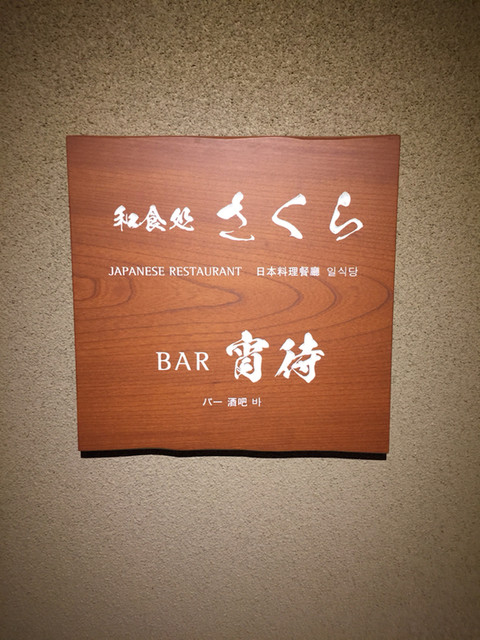 和食処 さくら
JAPANESE RESTAURANT 日本料理餐廳 일식당
BAR 宵待
バー 酒吧 바